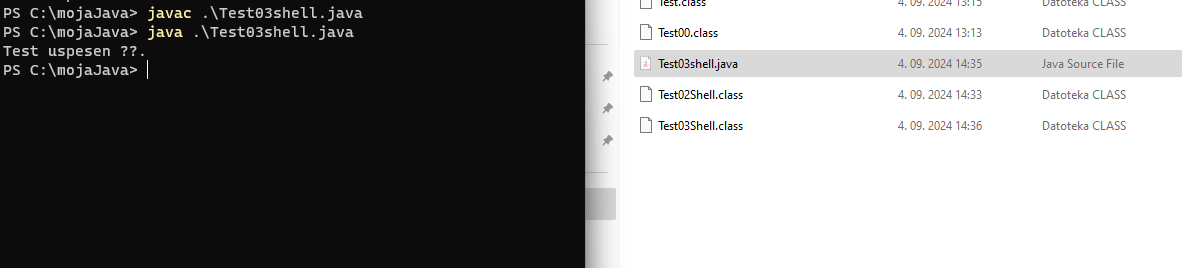 PS C:\mojaJava> javac .\Test03shell.java
PS C:\mojaJava> java .\Test03shell.java
Test uspesen ??.
PS C:\mojaJava>
Test.class 4. 09. 2024 13:15 Datoteka CLASS
Test00.class 4. 09. 2024 13:13 Datoteka CLASS
Test03shell.java 4. 09. 2024 14:35 Java Source File
Test02Shell.class 4. 09. 2024 14:33 Datoteka CLASS
Test03Shell.class 4. 09. 2024 14:36 Datoteka CLASS